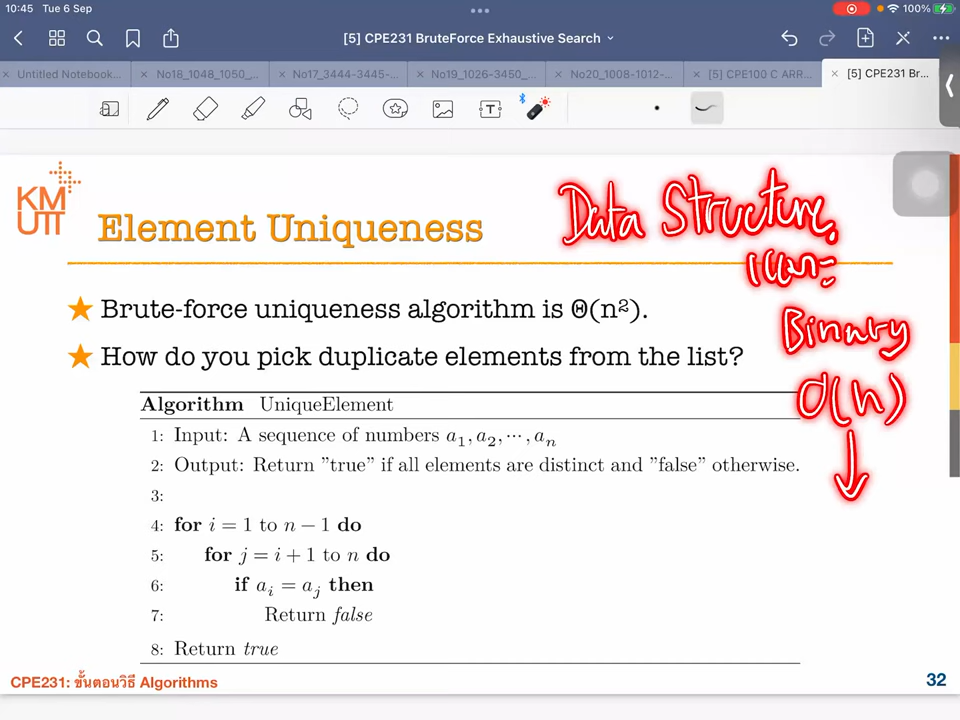 10:45 Tue 6 Sep 100%
[5] CPE231 BruteForce Exhaustive Search
Untitled Notebook...
No18_1048_1050_...
No17_3444-3445-...
No19_1026-3450_...
No20_1008-1012-...
[5] CPE100 C ARR...
[5] CPE231 Br...
KM
UTT
Data Structure
Element Uniqueness
Brute-force uniqueness algorithm is Θ(n²).
Binary
How do you pick duplicate elements from the list?
O(n)
Algorithm UniqueElement
1: Input: A sequence of numbers a₁, a₂, ⋯, aₙ
2: Output: Return "true" if all elements are distinct and "false" otherwise.
3:
4: for i = 1 to n − 1 do
5: for j = i + 1 to n do
6: if aᵢ = aⱼ then
7: Return false
8: Return true
CPE231: ขั้นตอนวิธี Algorithms
32